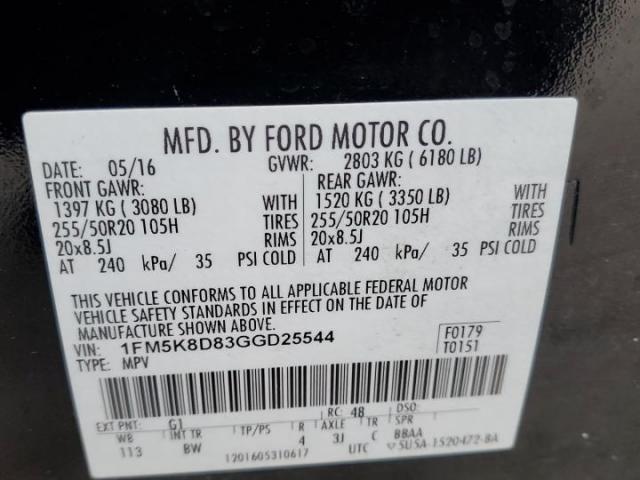 MFD. BY FORD MOTOR CO.
DATE: 05/16 GVWR: 2803 KG ( 6180 LB)
FRONT GAWR: REAR GAWR:
1397 KG ( 3080 LB) WITH 1520 KG ( 3350 LB) WITH
255/50R20 105H TIRES 255/50R20 105H TIRES
20x8.5J RIMS 20x8.5J RIMS
AT 240 kPa/ 35 PSI COLD AT 240 kPa/ 35 PSI COLD
THIS VEHICLE CONFORMS TO ALL APPLICABLE FEDERAL MOTOR
VEHICLE SAFETY STANDARDS IN EFFECT ON THE DATE OF
MANUFACTURE SHOWN ABOVE.
VIN: 1FM5K8D83GGD25544 F0179
TYPE: MPV T0151
EXT PNT: G1 RC: 48 DSO:
WB INT TR TP/PS R AXLE TR SPR
113 BW 4 3J C BBAA
1201605310617 UTC SUSA-1520472-BA